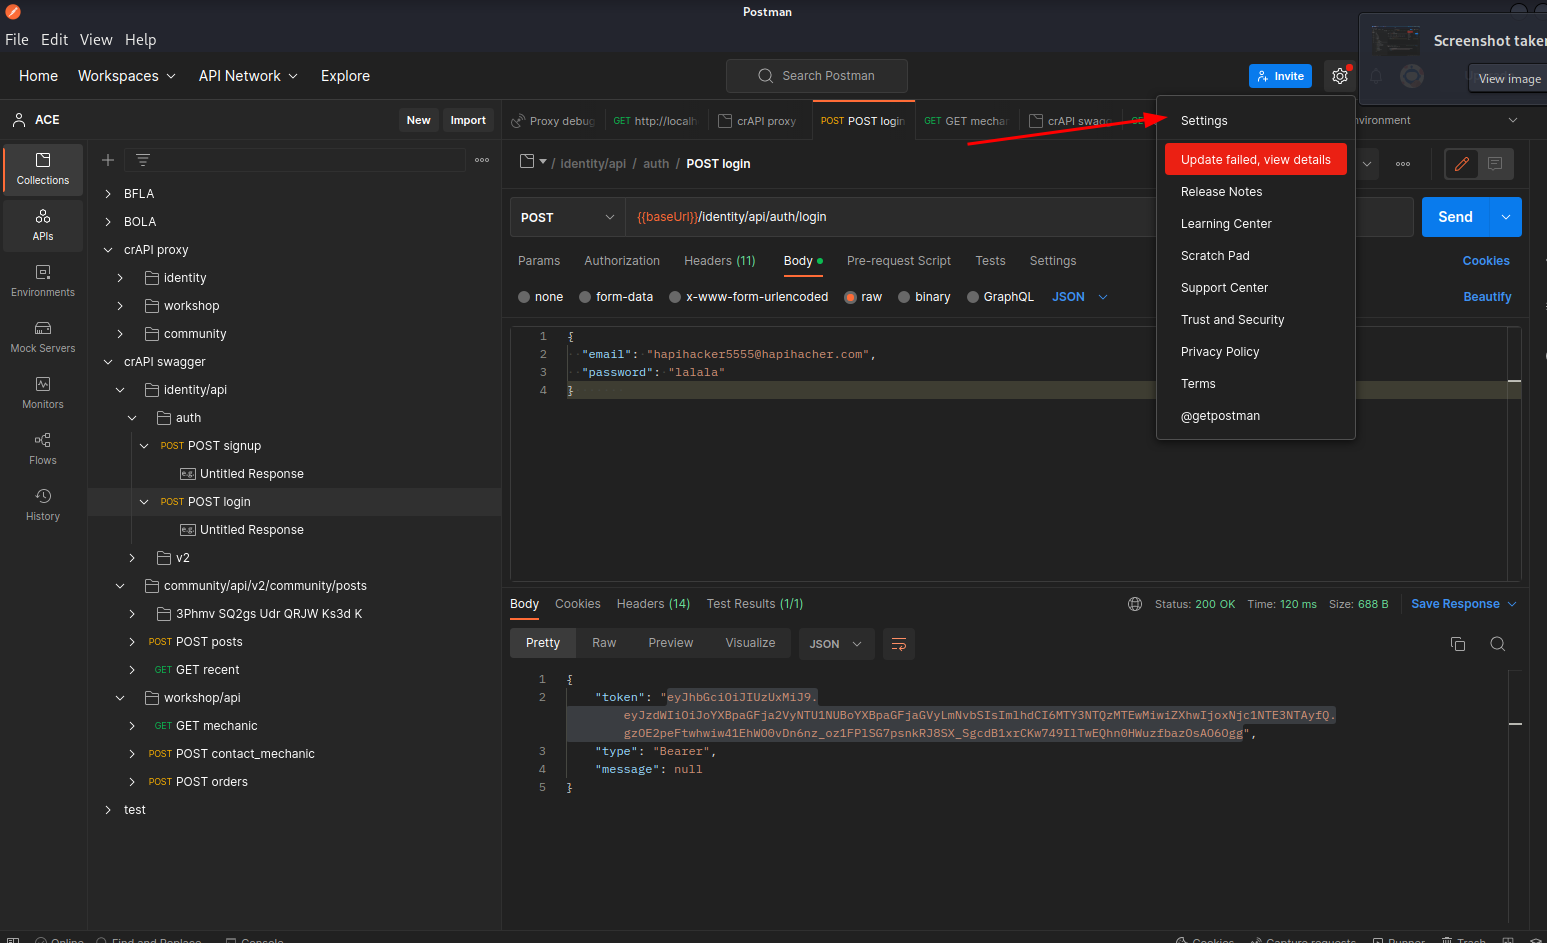 Postman
File Edit View Help
Screenshot taken
View image
Home Workspaces API Network Explore
Search Postman
Invite
ACE
New Import
Proxy debug
GET http://localh
crAPI proxy
POST POST login
GET GET mechan
crAPI swagg
nvironment
Settings
Update failed, view details
Release Notes
Learning Center
Scratch Pad
Support Center
Trust and Security
Privacy Policy
Terms
@getpostman
Collections
APIs
Environments
Mock Servers
Monitors
Flows
History
BFLA
BOLA
crAPI proxy
identity
workshop
community
crAPI swagger
identity/api
auth
POST POST signup
e.g. Untitled Response
POST POST login
e.g. Untitled Response
v2
community/api/v2/community/posts
3Phmv SQ2gs Udr QRJW Ks3d K
POST POST posts
GET GET recent
workshop/api
GET GET mechanic
POST POST contact_mechanic
POST POST orders
test
/ identity/api / auth / POST login
POST {{baseUrl}}/identity/api/auth/login
Send
Params Authorization Headers (11) Body Pre-request Script Tests Settings
Cookies
none form-data x-www-form-urlencoded raw binary GraphQL JSON
Beautify
1 {
2 "email": "hapihacker5555@hapihacher.com",
3 "password": "lalala"
4 }
Body Cookies Headers (14) Test Results (1/1)
Status: 200 OK Time: 120 ms Size: 688 B Save Response
Pretty Raw Preview Visualize JSON
1 {
2 "token": "eyJhbGciOiJIUzUxMiJ9.
eyJzdWIiOiJoYXBpaGFja2VyNTU1NUBoYXBpaGFjaGVyLmNvbSIsImlhdCI6MTY3NTQzMTEwMiwiZXhwIjoxNjc1NTE3NTAyfQ.
gzOE2peFtwhwiw41EhWO0vDn6nz_oz1FPlSG7psnkRJ8SX_SgcdB1xrCKw749IlTwEQhn0HWuzfbazOsAO6Ogg",
3 "type": "Bearer",
4 "message": null
5 }
Online Find and Replace Console
Cookies Capture requests Runner Trash